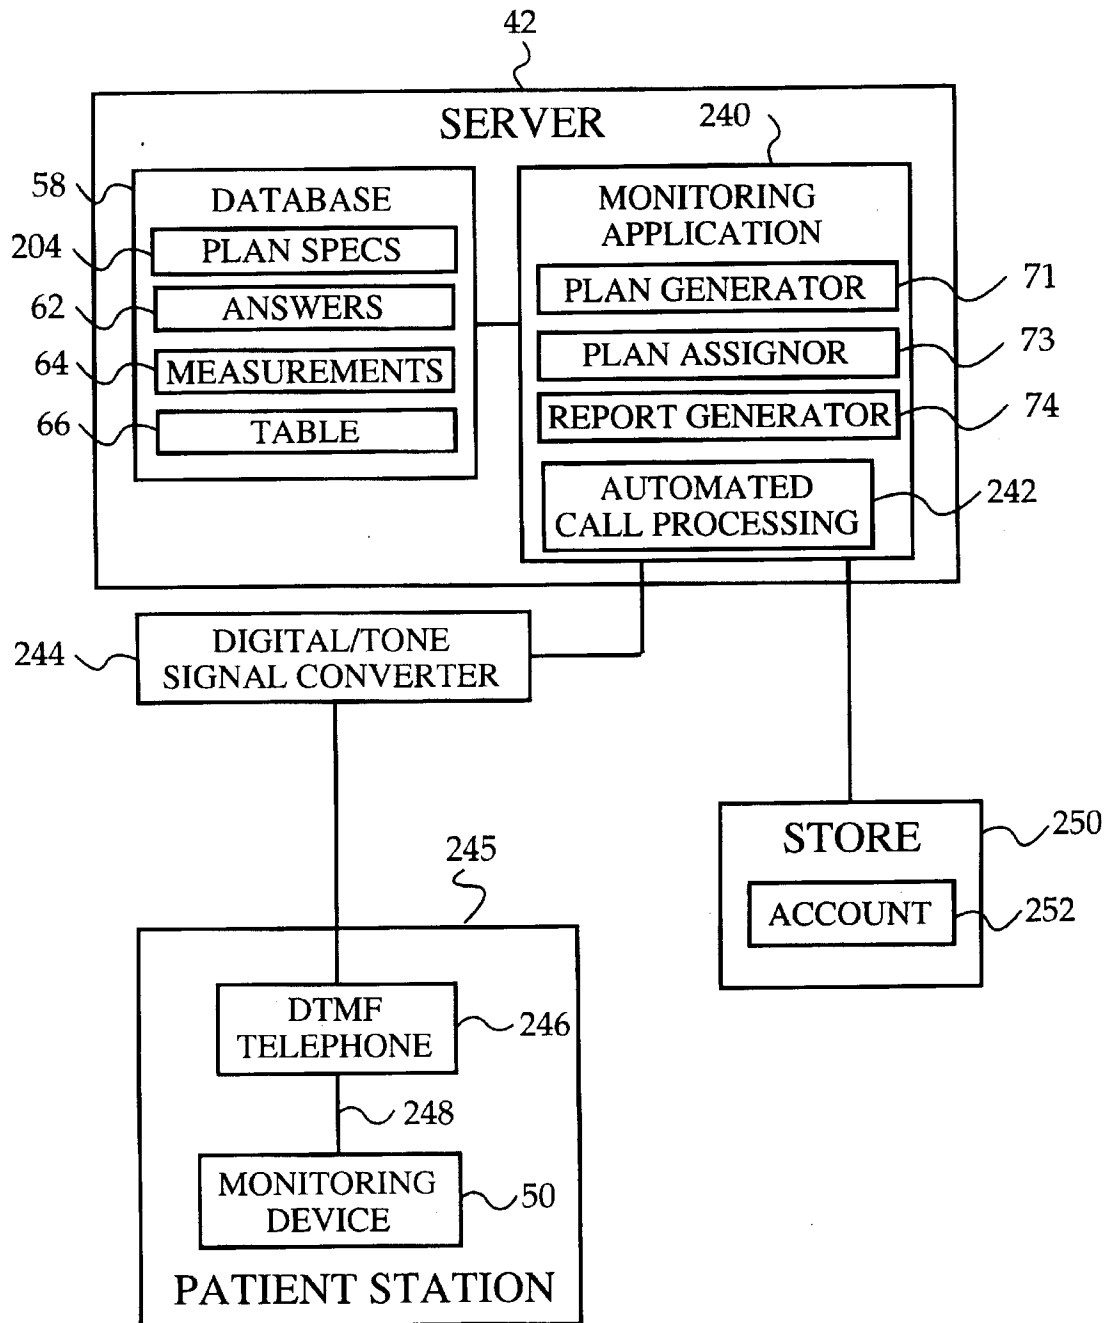 42
SERVER
240
58
DATABASE
MONITORING
APPLICATION
204
PLAN SPECS
PLAN GENERATOR
71
62
ANSWERS
PLAN ASSIGNOR
73
64
MEASUREMENTS
REPORT GENERATOR
74
66
TABLE
AUTOMATED
CALL PROCESSING
242
244
DIGITAL/TONE
SIGNAL CONVERTER
STORE
250
ACCOUNT
252
245
DTMF
TELEPHONE
246
248
MONITORING
DEVICE
50
PATIENT STATION